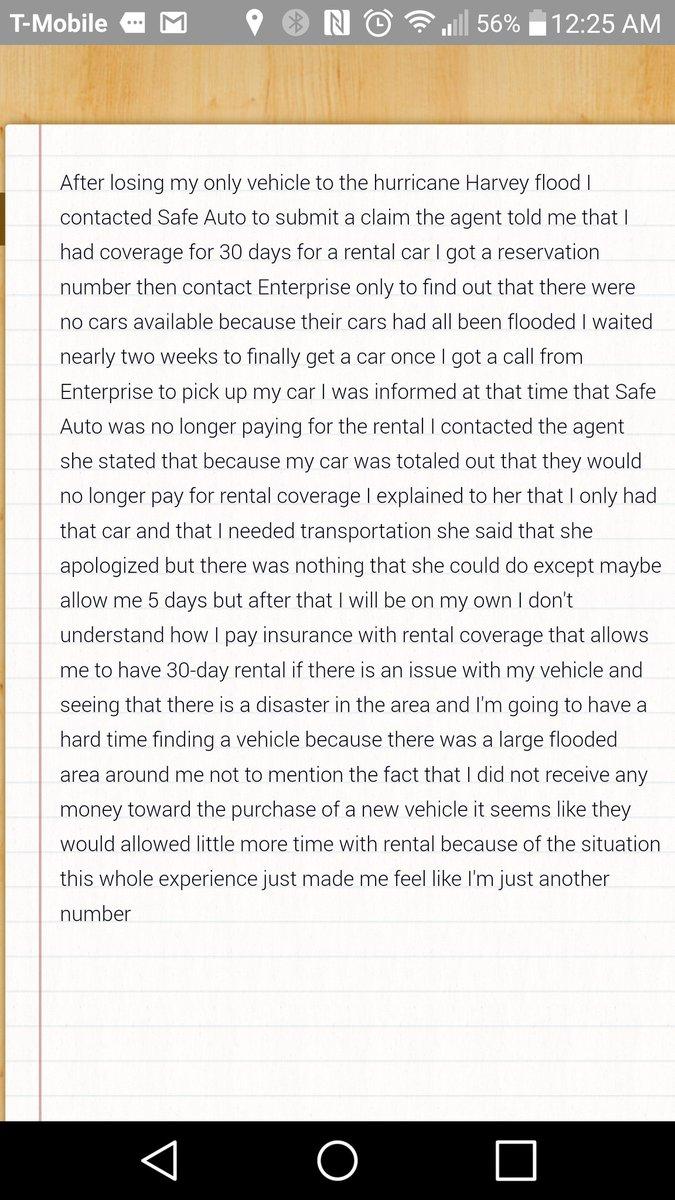 T-Mobile 56% 12:25 AM
After losing my only vehicle to the hurricane Harvey flood I
contacted Safe Auto to submit a claim the agent told me that I
had coverage for 30 days for a rental car I got a reservation
number then contact Enterprise only to find out that there were
no cars available because their cars had all been flooded I waited
nearly two weeks to finally get a car once I got a call from
Enterprise to pick up my car I was informed at that time that Safe
Auto was no longer paying for the rental I contacted the agent
she stated that because my car was totaled out that they would
no longer pay for rental coverage I explained to her that I only had
that car and that I needed transportation she said that she
apologized but there was nothing that she could do except maybe
allow me 5 days but after that I will be on my own I don't
understand how I pay insurance with rental coverage that allows
me to have 30-day rental if there is an issue with my vehicle and
seeing that there is a disaster in the area and I'm going to have a
hard time finding a vehicle because there was a large flooded
area around me not to mention the fact that I did not receive any
money toward the purchase of a new vehicle it seems like they
would allowed little more time with rental because of the situation
this whole experience just made me feel like I'm just another
number